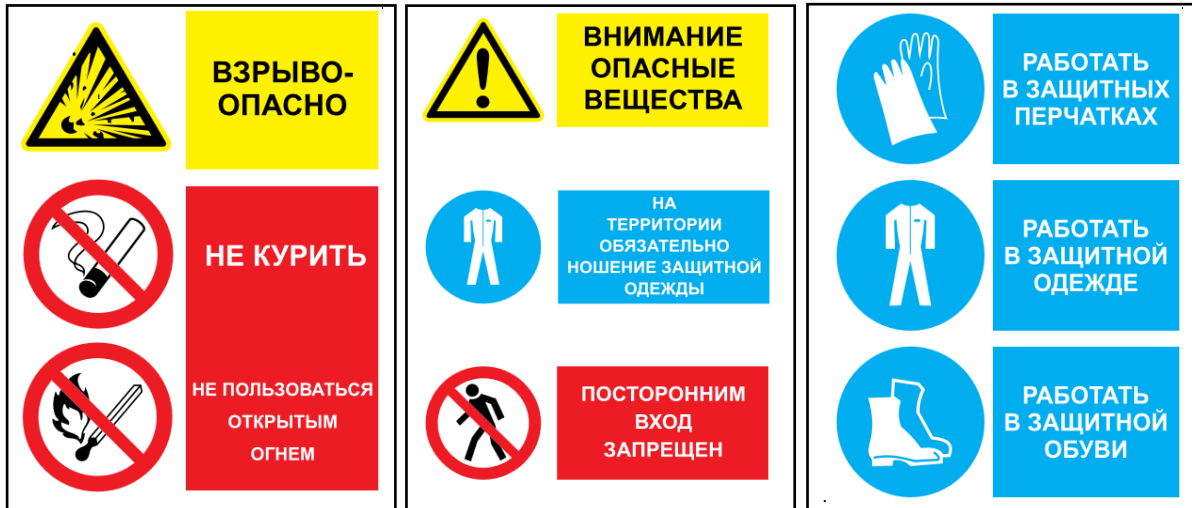 ВЗРЫВО-
ОПАСНО
НЕ КУРИТЬ
НЕ ПОЛЬЗОВАТЬСЯ
ОТКРЫТЫМ
ОГНЕМ
ВНИМАНИЕ
ОПАСНЫЕ
ВЕЩЕСТВА
НА
ТЕРРИТОРИИ
ОБЯЗАТЕЛЬНО
НОШЕНИЕ ЗАЩИТНОЙ
ОДЕЖДЫ
ПОСТОРОННИМ
ВХОД
ЗАПРЕЩЕН
РАБОТАТЬ
В ЗАЩИТНЫХ
ПЕРЧАТКАХ
РАБОТАТЬ
В ЗАЩИТНОЙ
ОДЕЖДЕ
РАБОТАТЬ
В ЗАЩИТНОЙ
ОБУВИ